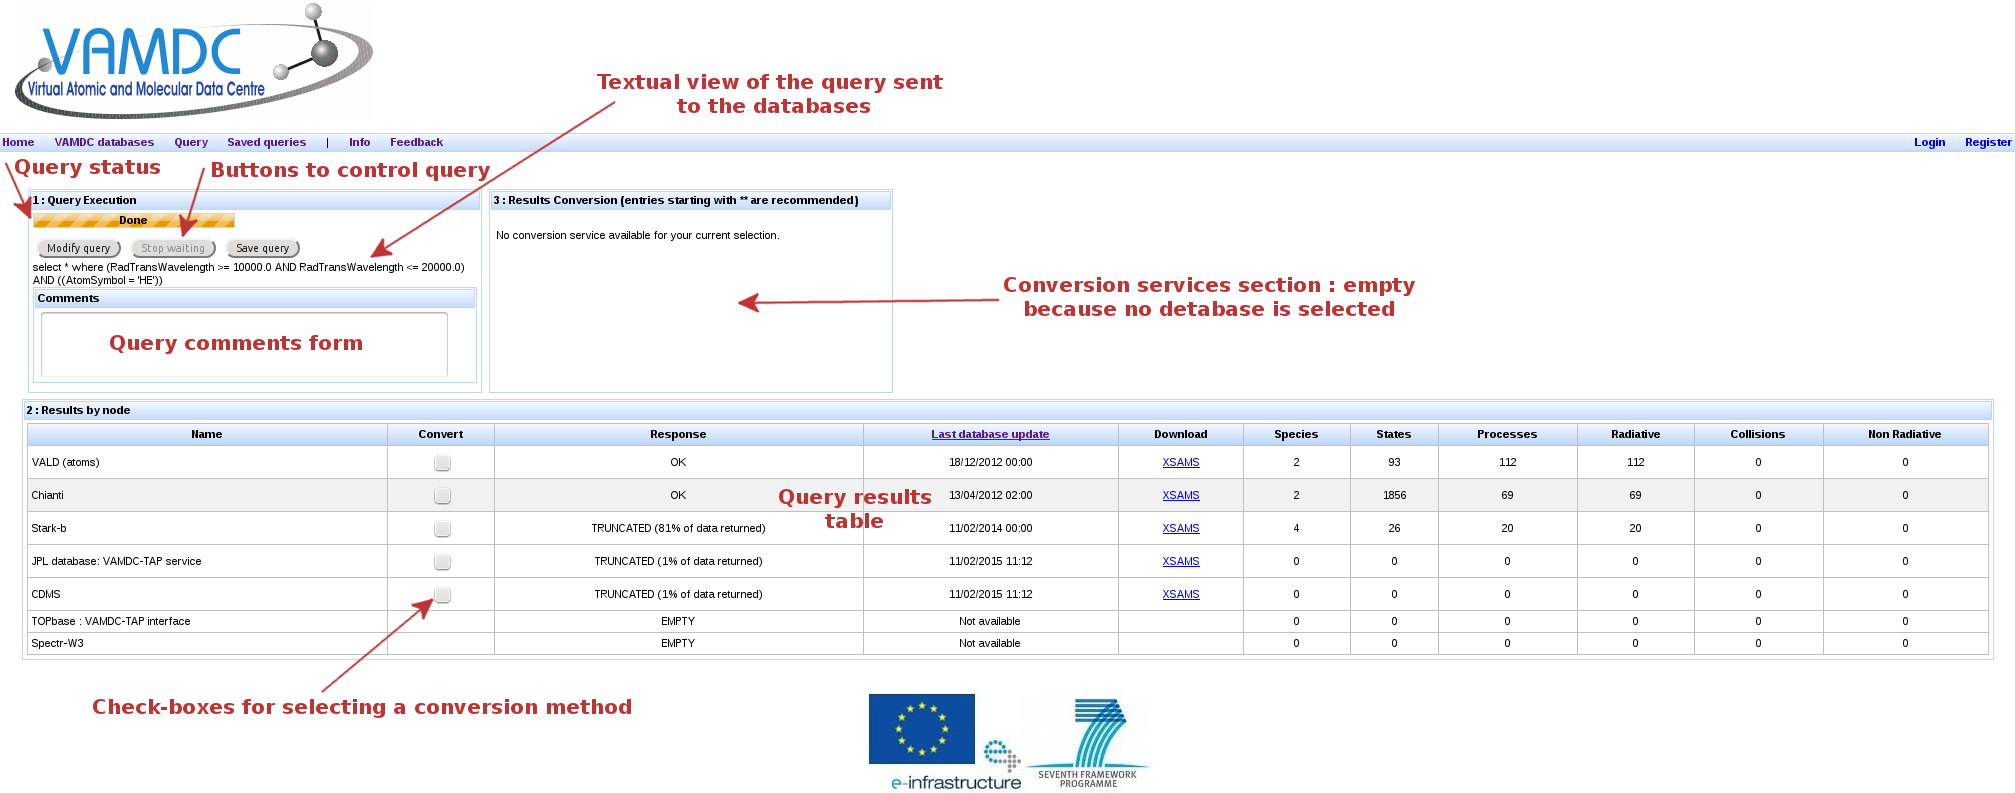 VAMDC
Virtual Atomic and Molecular Data Centre
Textual view of the query sent
to the databases
Home VAMDC databases Query Saved queries | Info Feedback Login Register
Query status
Buttons to control query
1 : Query Execution
Done
Modify query Stop waiting Save query
select * where (RadTransWavelength >= 10000.0 AND RadTransWavelength <= 20000.0)
AND ((AtomSymbol = 'HE'))
Comments
Query comments form
3 : Results Conversion (entries starting with ** are recommended)
No conversion service available for your current selection.
Conversion services section : empty
because no detabase is selected
2 : Results by node
Name Convert Response Last database update Download Species States Processes Radiative Collisions Non Radiative
VALD (atoms) OK 18/12/2012 00:00 XSAMS 2 93 112 112 0 0
Chianti OK 13/04/2012 02:00 XSAMS 2 1856 69 69 0 0
Query results
table
Stark-b TRUNCATED (81% of data returned) 11/02/2014 00:00 XSAMS 4 26 20 20 0 0
JPL database: VAMDC-TAP service TRUNCATED (1% of data returned) 11/02/2015 11:12 XSAMS 0 0 0 0 0 0
CDMS TRUNCATED (1% of data returned) 11/02/2015 11:12 XSAMS 0 0 0 0 0 0
TOPbase : VAMDC-TAP interface EMPTY Not available 0 0 0 0 0 0
Spectr-W3 EMPTY Not available 0 0 0 0 0 0
Check-boxes for selecting a conversion method
e-infrastructure
SEVENTH FRAMEWORK
PROGRAMME